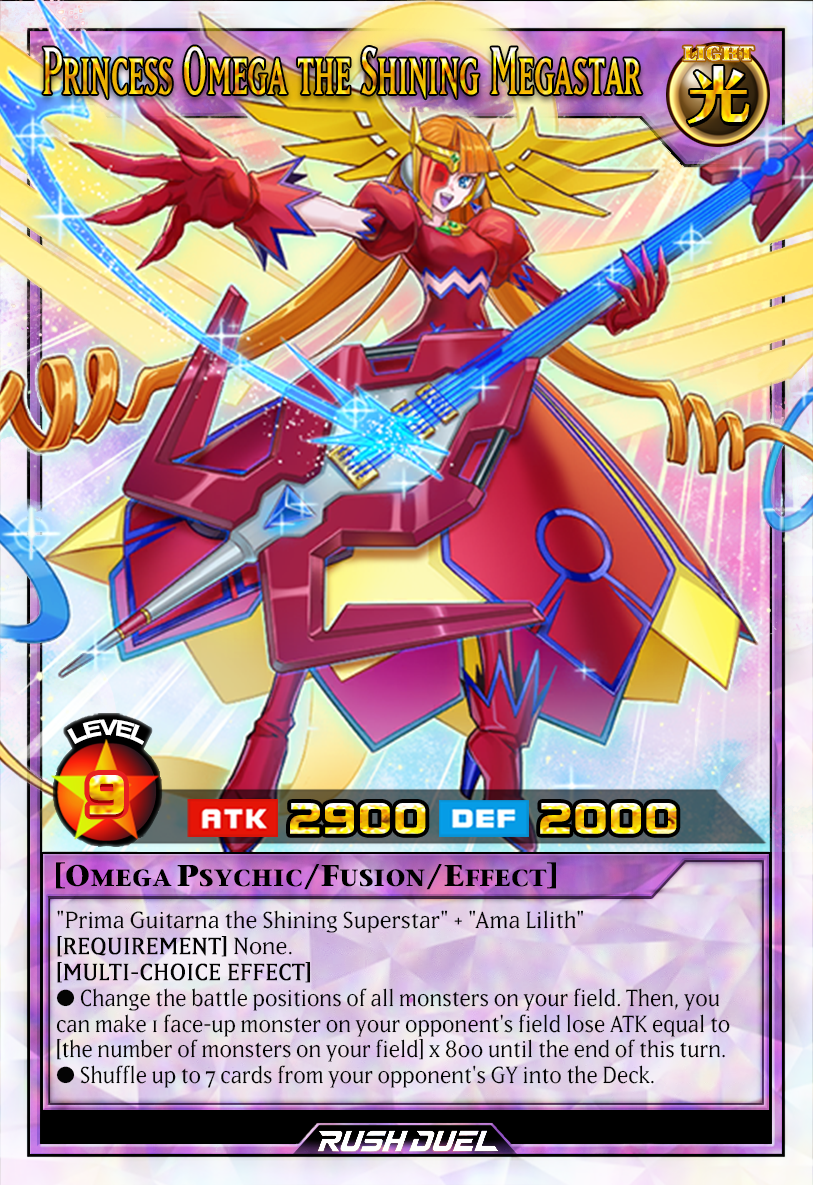 PRINCESS OMEGA THE SHINING MEGASTAR
LIGHT
光
LEVEL
9
ATK 2900 DEF 2000
[OMEGA PSYCHIC/FUSION/EFFECT]
"Prima Guitarna the Shining Superstar" + "Ama Lilith"
[REQUIREMENT] None.
[MULTI-CHOICE EFFECT]
● Change the battle positions of all monsters on your field. Then, you
can make 1 face-up monster on your opponent's field lose ATK equal to
[the number of monsters on your field] x 800 until the end of this turn.
● Shuffle up to 7 cards from your opponent's GY into the Deck.
RUSH DUEL